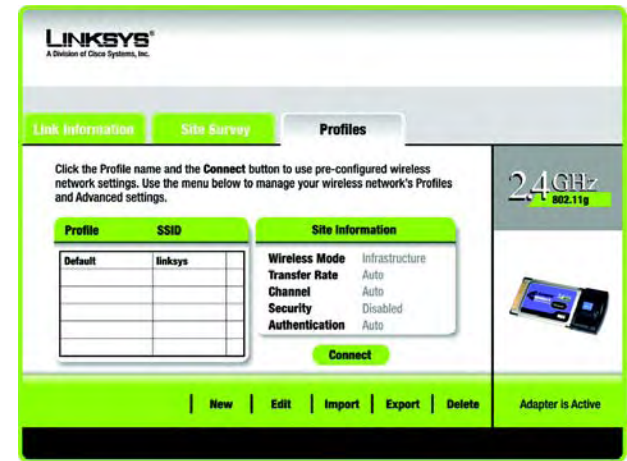 LINKSYS®
A Division of Cisco Systems, Inc.
Link Information
Site Survey
Profiles
Click the Profile name and the Connect button to use pre-configured wireless
network settings. Use the menu below to manage your wireless network's Profiles
and Advanced settings.
2.4GHz
802.11g
Profile SSID
Default linksys
Site Information
Wireless Mode Infrastructure
Transfer Rate Auto
Channel Auto
Security Disabled
Authentication Auto
Connect
New | Edit | Import | Export | Delete
Adapter is Active